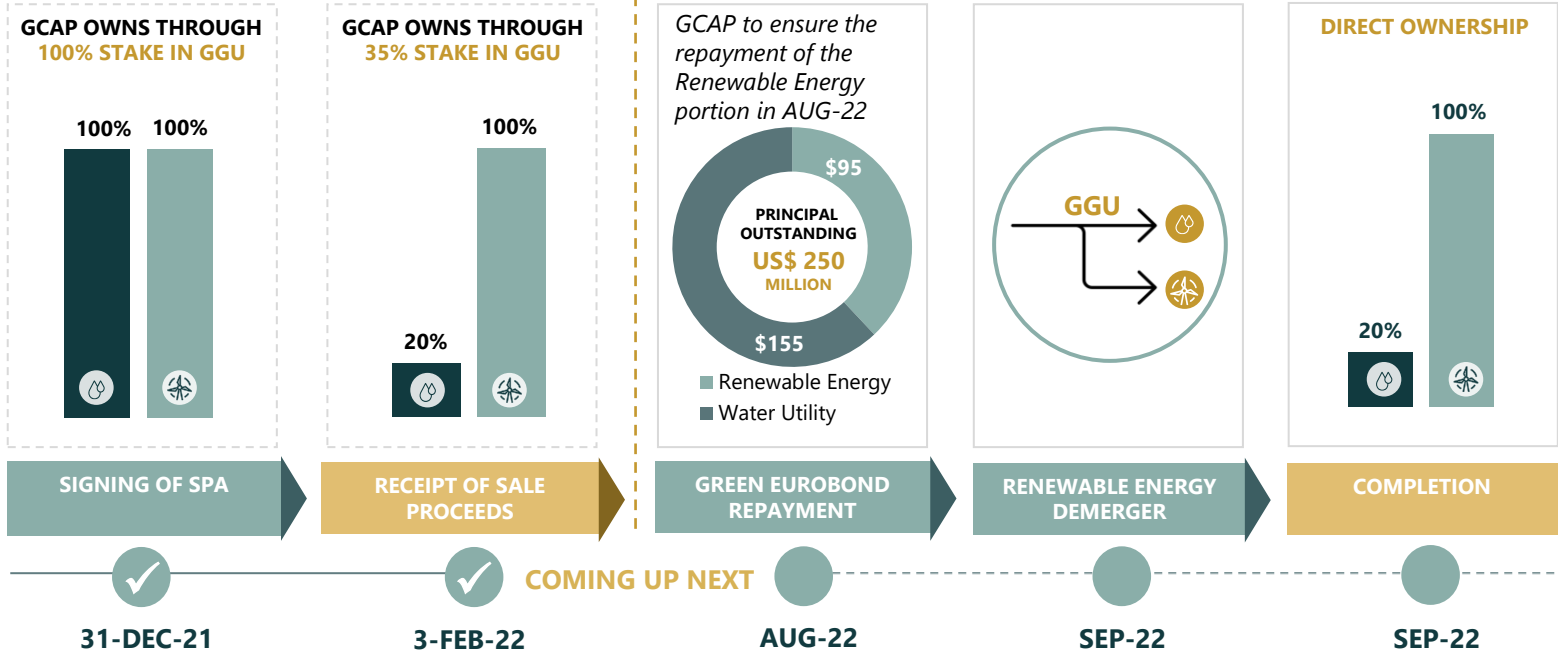 GCAP OWNS THROUGH
100% STAKE IN GGU
100%
100%
GCAP OWNS THROUGH
35% STAKE IN GGU
20%
100%
GCAP to ensure the
repayment of the
Renewable Energy
portion in AUG-22
$95
PRINCIPAL
OUTSTANDING
US$ 250
MILLION
$155
Renewable Energy
Water Utility
GGU
DIRECT OWNERSHIP
20%
100%
SIGNING OF SPA
RECEIPT OF SALE
PROCEEDS
GREEN EUROBOND
REPAYMENT
RENEWABLE ENERGY
DEMERGER
COMPLETION
COMING UP NEXT
31-DEC-21
3-FEB-22
AUG-22
SEP-22
SEP-22